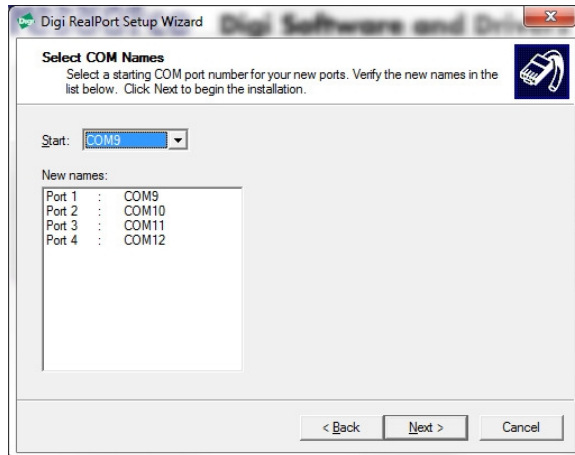 Digi RealPort Setup Wizard
Digi Software and
Select COM Names
Select a starting COM port number for your new ports. Verify the new names in the
list below. Click Next to begin the installation.
Start: COM9
New names:
Port 1 : COM9
Port 2 : COM10
Port 3 : COM11
Port 4 : COM12
< Back Next > Cancel